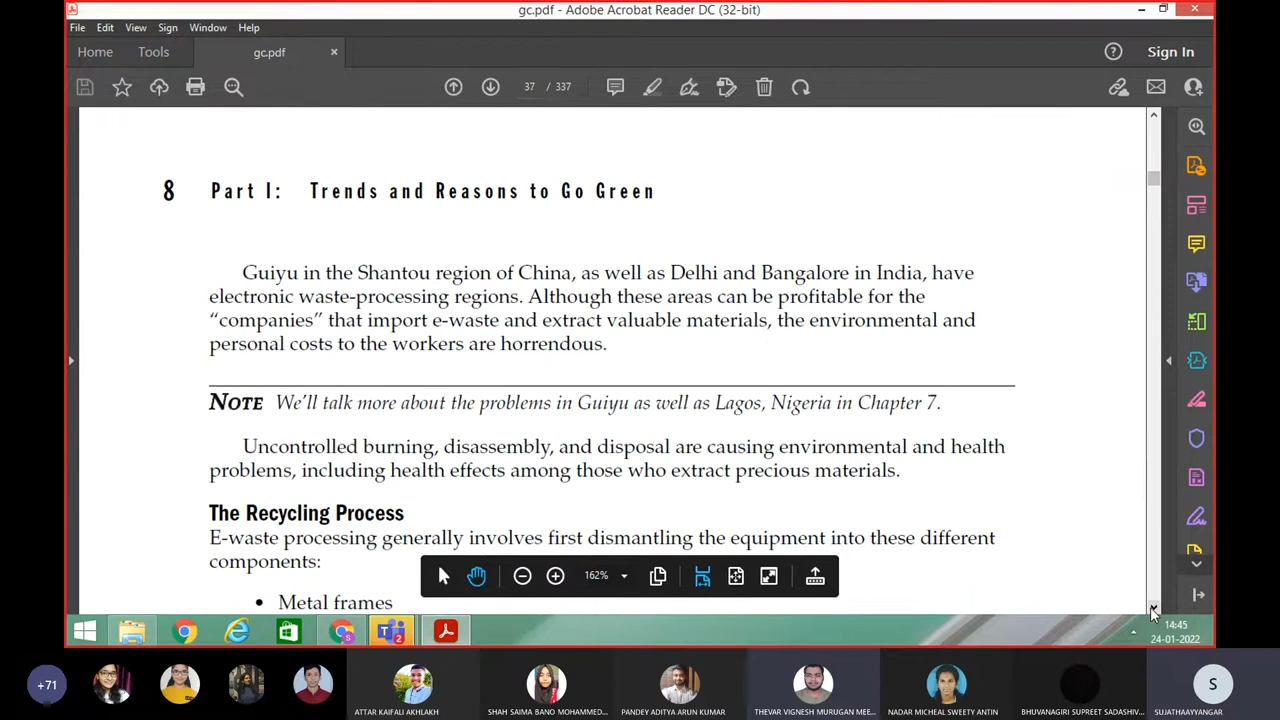 gc.pdf - Adobe Acrobat Reader DC (32-bit)
File Edit View Sign Window Help
Home Tools gc.pdf × Sign In
37 / 337
8 Part I: Trends and Reasons to Go Green
Guiyu in the Shantou region of China, as well as Delhi and Bangalore in India, have
electronic waste-processing regions. Although these areas can be profitable for the
“companies” that import e-waste and extract valuable materials, the environmental and
personal costs to the workers are horrendous.
NOTE We’ll talk more about the problems in Guiyu as well as Lagos, Nigeria in Chapter 7.
Uncontrolled burning, disassembly, and disposal are causing environmental and health
problems, including health effects among those who extract precious materials.
The Recycling Process
E-waste processing generally involves first dismantling the equipment into these different
components:
162%
• Metal frames
2
14:45
24-01-2022
+71
S
ATTAR KAIFALI AKHLAKH
SHAH SAIMA BANO MOHAMMED...
PANDEY ADITYA ARUN KUMAR
THEVAR VIGNESH MURUGAN MEE...
NADAR MICHEAL SWEETY ANTIN
BHUVANAGIRI SUPREET SADASHIV...
SUJATHAAYYANGAR